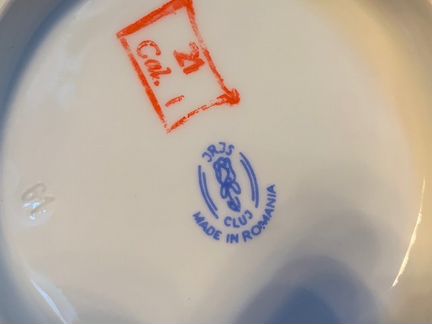 21
Cal. I
IRIS
CLUJ
MADE IN ROMANIA